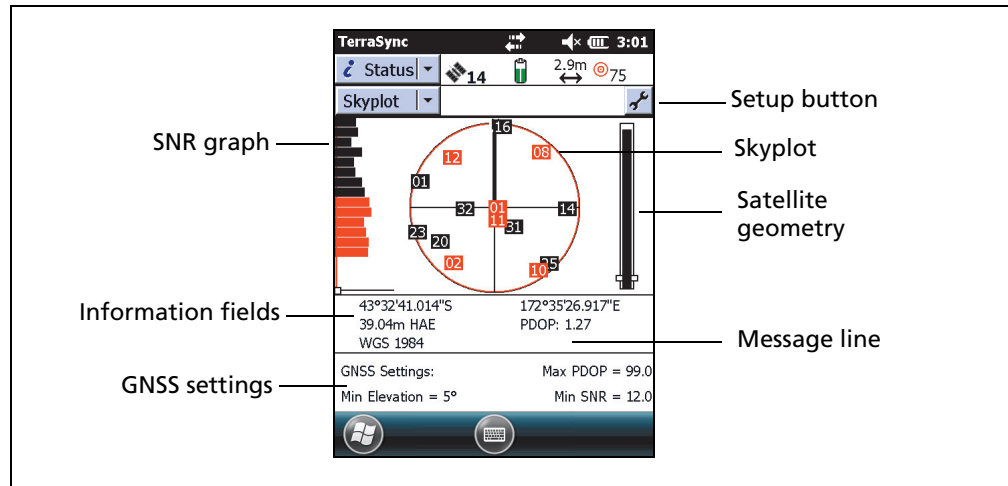 TerraSync 3:01
Status 14 2.9m 75
Skyplot
Setup button
SNR graph
Skyplot
Satellite
geometry
16
12
08
01
32
01
11
14
31
23
20
02
10
25
Information fields
43°32'41.014"S 172°35'26.917"E
39.04m HAE PDOP: 1.27
WGS 1984
Message line
GNSS settings
GNSS Settings: Max PDOP = 99.0
Min Elevation = 5° Min SNR = 12.0